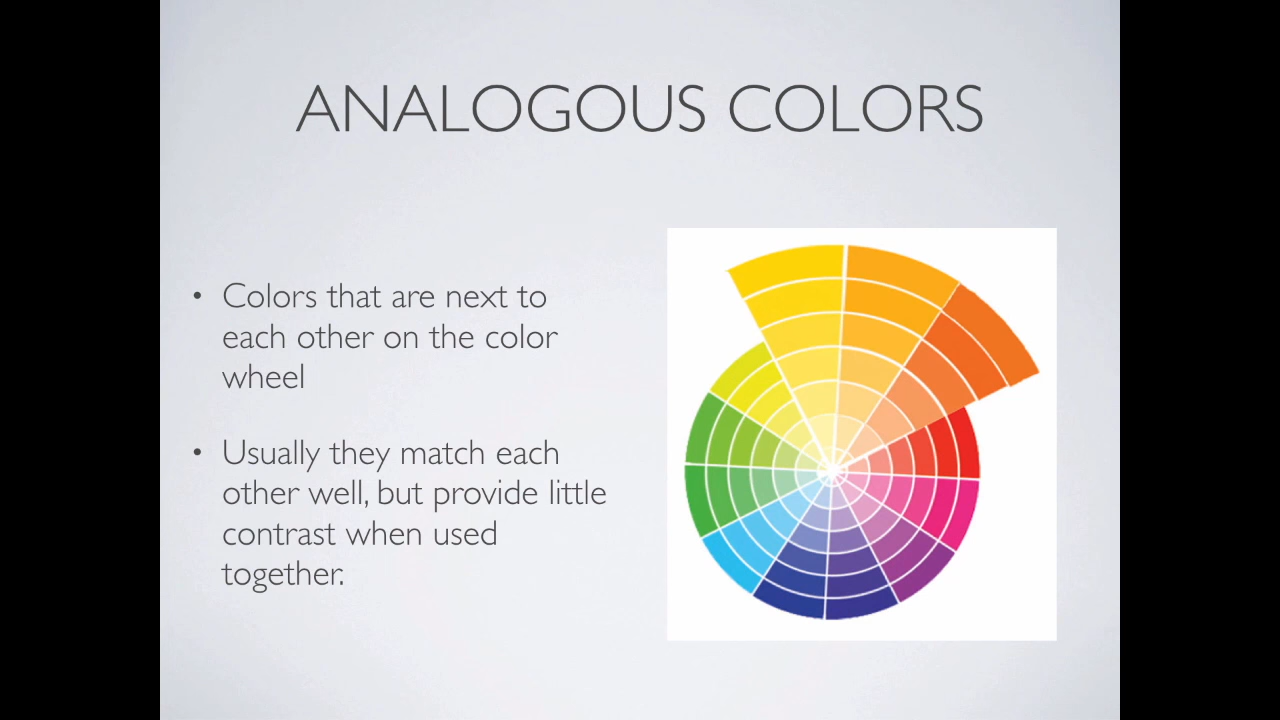 ANALOGOUS COLORS
• Colors that are next to
each other on the color
wheel
• Usually they match each
other well, but provide little
contrast when used
together.